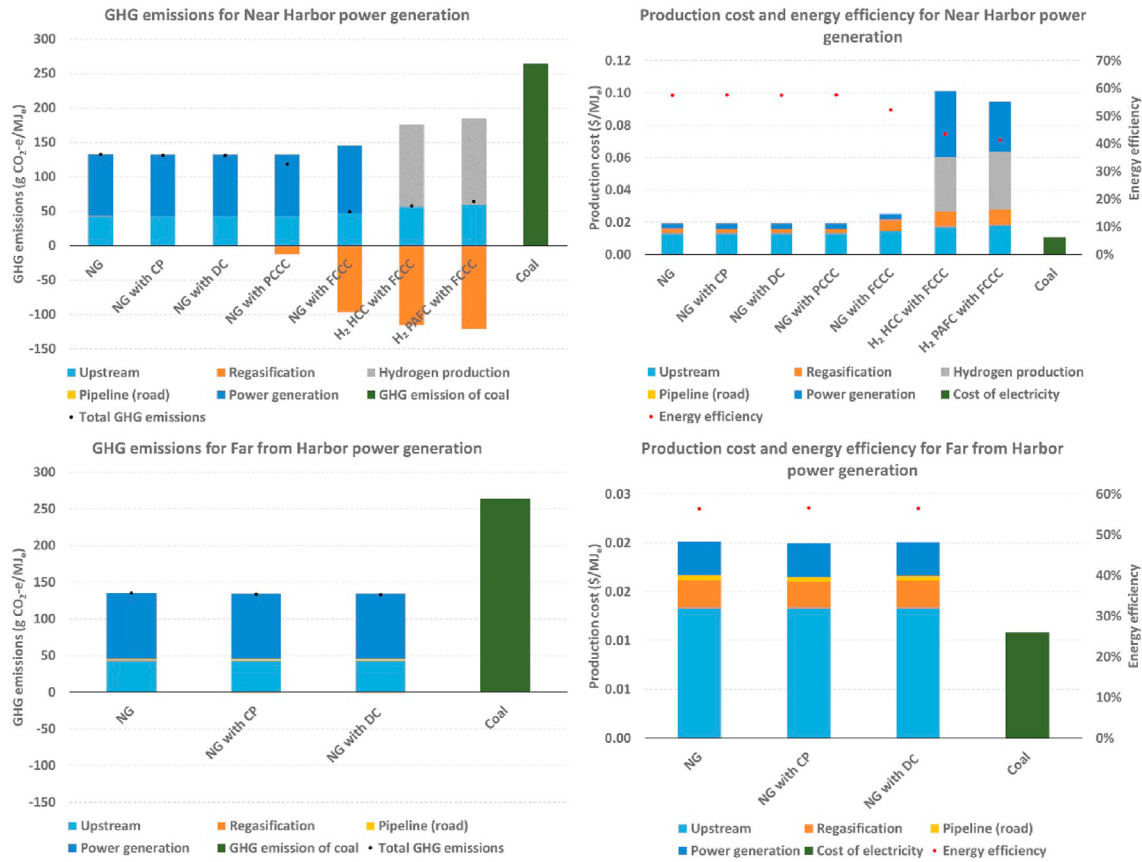 GHG emissions for Near Harbor power generation
300
250
200
150
100
50
0
-50
-100
-150
GHG emissions (g CO₂-e/MJₑ)
NG
NG with CP
NG with DC
NG with PCCC
NG with FCCC
H₂ HCC with FCCC
H₂ PAFC with FCCC
Coal
Upstream Regasification Hydrogen production
Pipeline (road) Power generation GHG emission of coal
Total GHG emissions
Production cost and energy efficiency for Near Harbor power
generation
0.12
0.10
0.08
0.06
0.04
0.02
0.00
Production cost ($/MJₑ)
70%
60%
50%
40%
30%
20%
10%
0%
Energy efficiency
NG
NG with CP
NG with DC
NG with PCCC
NG with FCCC
H₂ HCC with FCCC
H₂ PAFC with FCCC
Coal
Upstream Regasification Hydrogen production
Pipeline (road) Power generation Cost of electricity
Energy efficiency
GHG emissions for Far from Harbor power generation
300
250
200
150
100
50
0
-50
-100
-150
GHG emissions (g CO₂-e/MJₑ)
NG
NG with CP
NG with DC
Coal
Upstream Regasification Pipeline (road)
Power generation GHG emission of coal Total GHG emissions
Production cost and energy efficiency for Far from Harbor
power generation
0.03
0.02
0.02
0.01
0.01
0.00
Production cost ($/MJₑ)
60%
50%
40%
30%
20%
10%
0%
Energy efficiency
NG
NG with CP
NG with DC
Coal
Upstream Regasification Pipeline (road)
Power generation Cost of electricity Energy efficiency